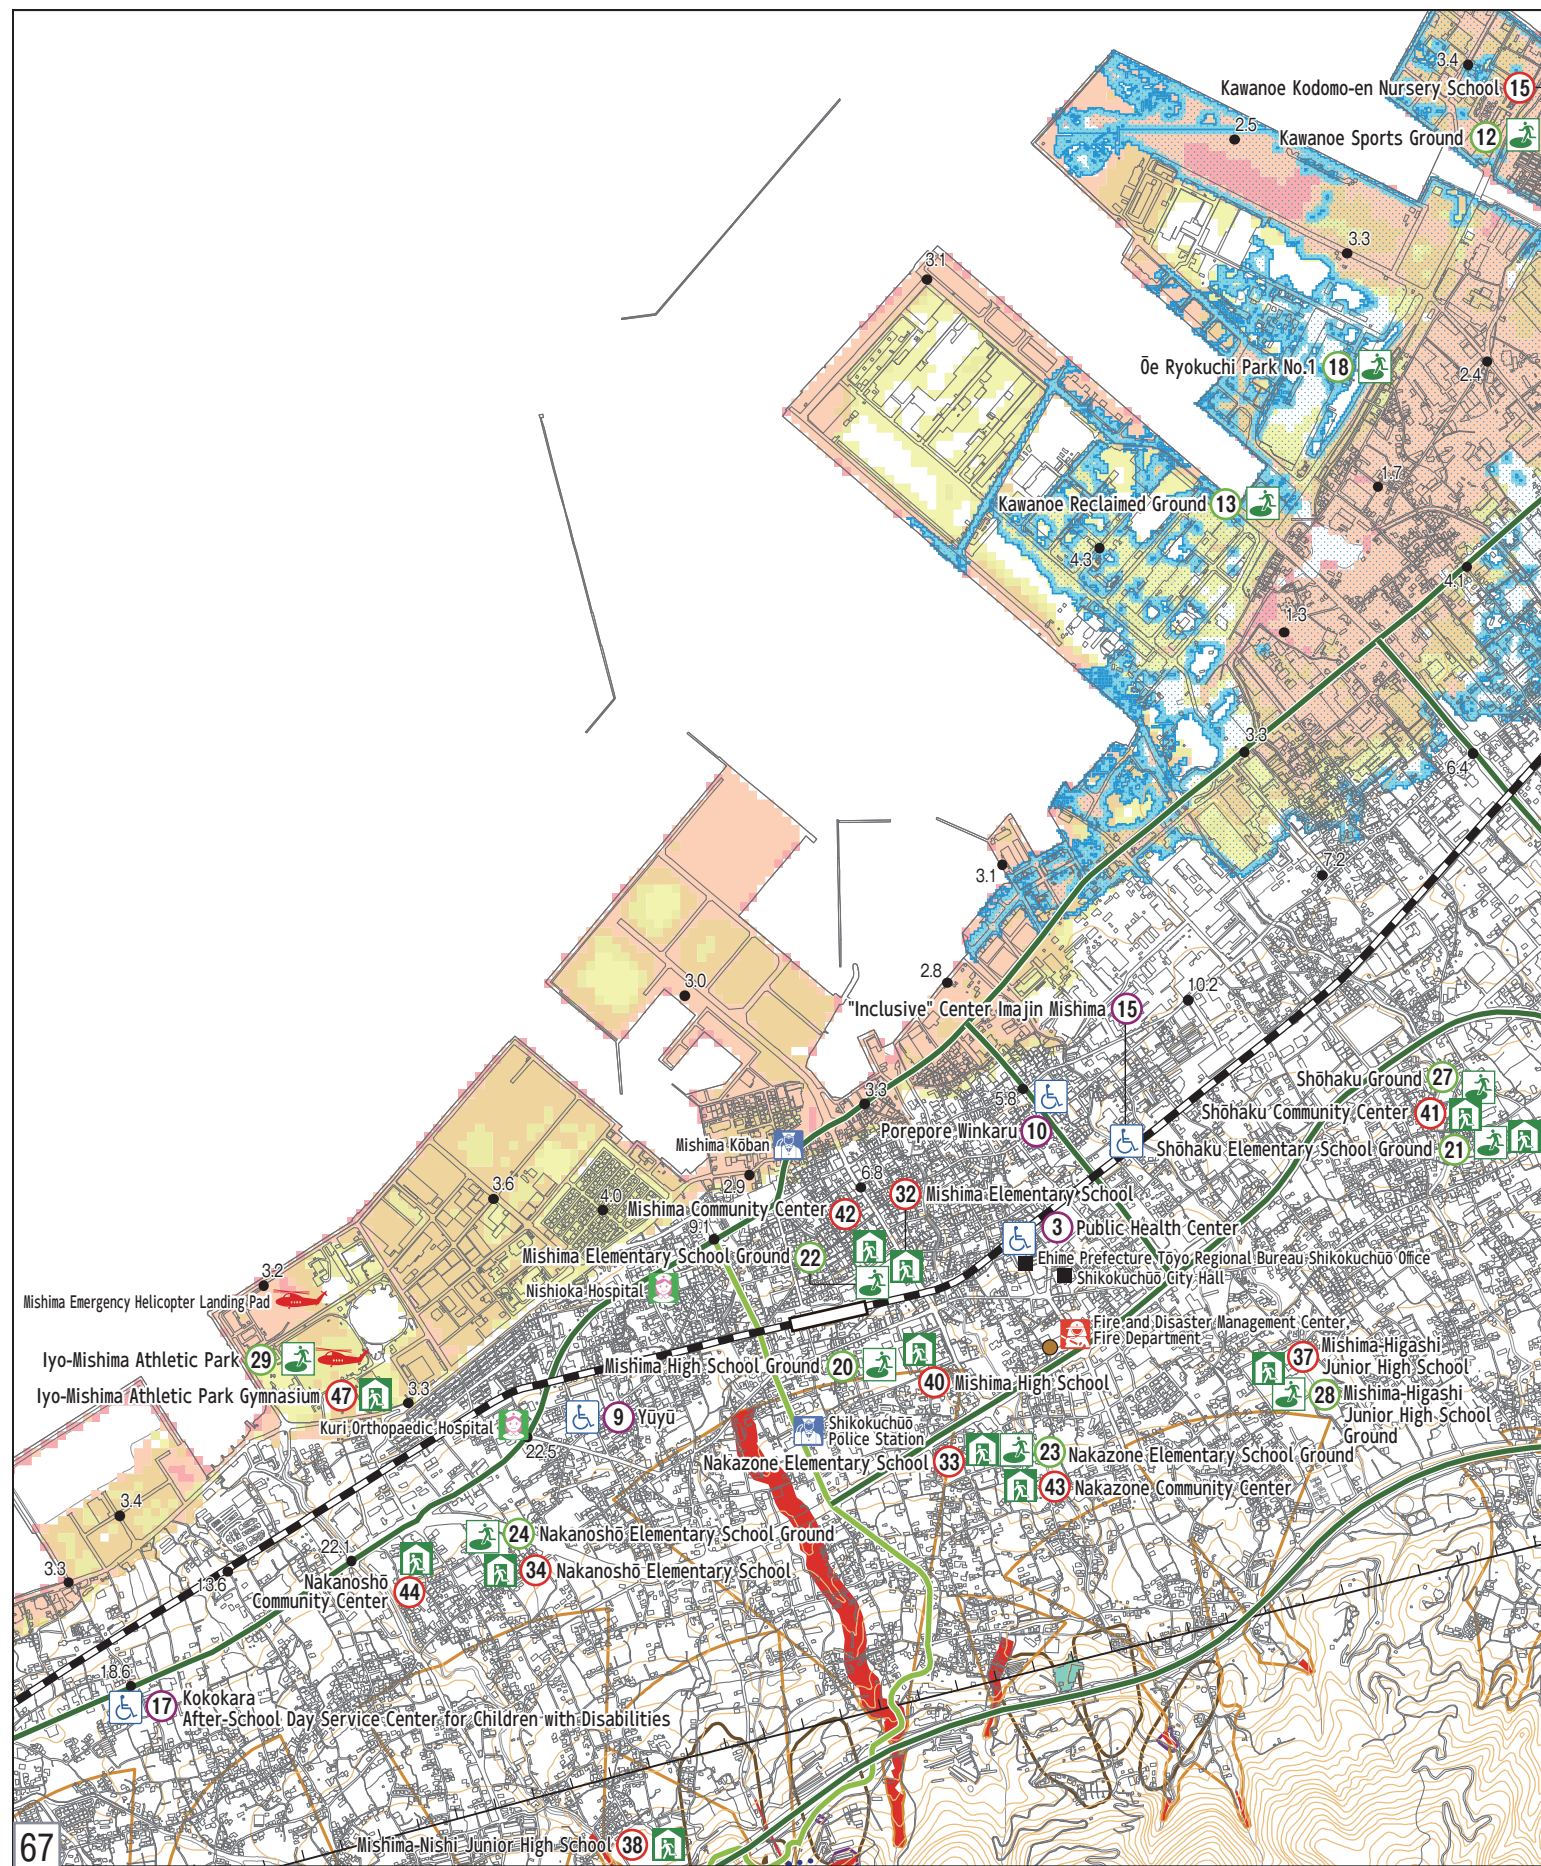 3.4
Kawanoe Kodomo-en Nursery School 15
2.5
Kawanoe Sports Ground 12
3.3
3.1
Ōe Ryokuchi Park No.1 18
2.4
1.7
Kawanoe Reclaimed Ground 13
4.3
4.1
1.3
3.3
6.4
3.1
7.2
2.8
3.0
10.2
"Inclusive" Center Imajin Mishima 15
3.3
5.8
Shōhaku Ground 27
Shōhaku Community Center 41
Porepore Winkaru 10
Mishima Kōban
Shōhaku Elementary School Ground 21
2.9
6.8
3.6
4.0
32 Mishima Elementary School
Mishima Community Center 42
9.1
3 Public Health Center
Mishima Elementary School Ground 22
Ehime Prefecture, Tōyo Regional Bureau Shikokuchūō Office
Shikokuchūō City Hall
3.2
Nishioka Hospital
Mishima Emergency Helicopter Landing Pad
Fire and Disaster Management Center,
Fire Department
Iyo-Mishima Athletic Park 29
Mishima High School Ground 20
37 Mishima-Higashi
Junior High School
40 Mishima High School
Iyo-Mishima Athletic Park Gymnasium 47
3.3
28 Mishima-Higashi
Junior High School
Ground
Kuri Orthopaedic Hospital
9 Yūyū
Shikokuchūō
Police Station
22.5
Nakazone Elementary School 33
23 Nakazone Elementary School Ground
43 Nakazone Community Center
3.4
24 Nakanoshō Elementary School Ground
22.1
34 Nakanoshō Elementary School
3.3
13.6
Nakanoshō
Community Center 44
18.6
17 Kokokara
After-School Day Service Center for Children with Disabilities
Mishima-Nishi Junior High School 38
67